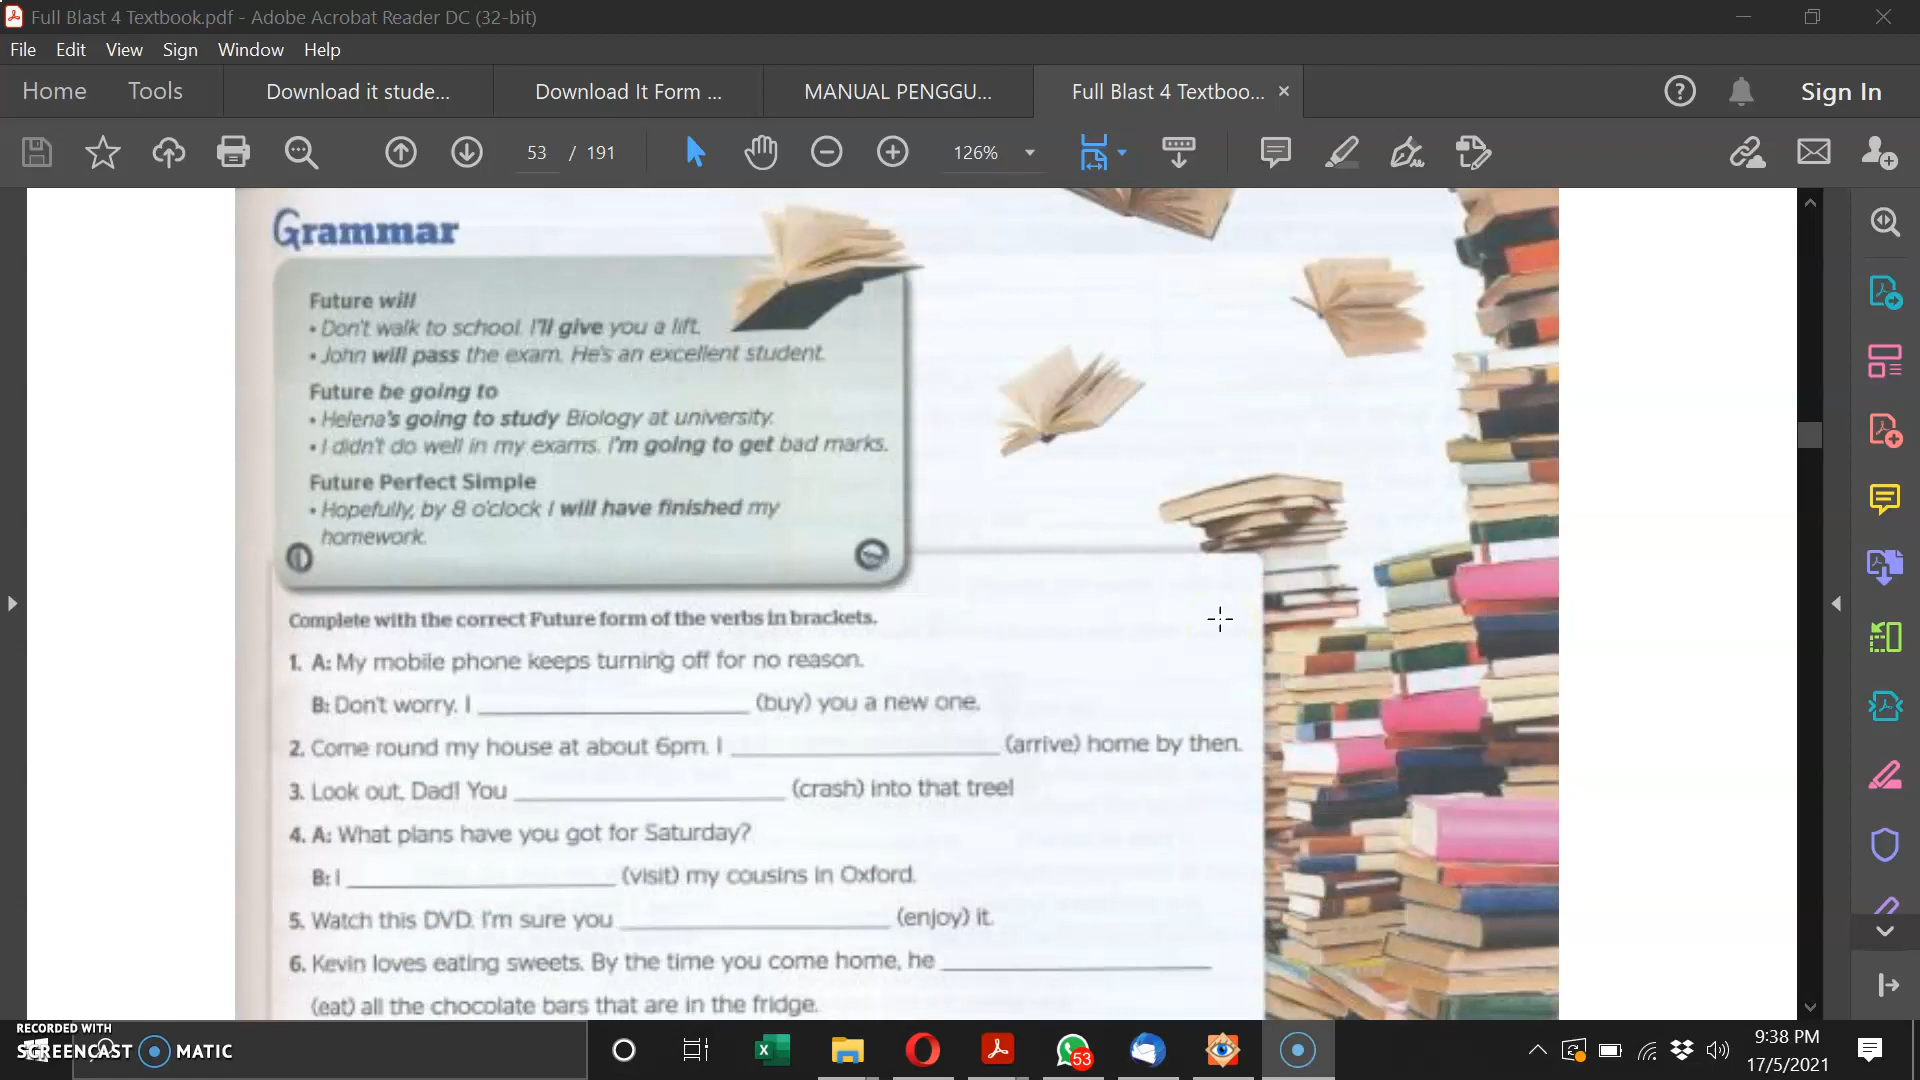 Full Blast 4 Textbook.pdf - Adobe Acrobat Reader DC (32-bit)
File Edit View Sign Window Help
Home Tools Download it stude... Download It Form ... MANUAL PENGGU... Full Blast 4 Textboo... × Sign In
53 / 191 126%
Grammar
Future will
• Don't walk to school. I'll give you a lift.
• John will pass the exam. He's an excellent student.
Future be going to
• Helena's going to study Biology at university.
• I didn't do well in my exams. I'm going to get bad marks.
Future Perfect Simple
• Hopefully, by 8 o'clock I will have finished my
homework.
Complete with the correct Future form of the verbs in brackets.
1. A: My mobile phone keeps turning off for no reason.
B: Don't worry. I ____________ (buy) you a new one.
2. Come round my house at about 6pm. I ____________ (arrive) home by then.
3. Look out, Dad! You ____________ (crash) into that tree!
4. A: What plans have you got for Saturday?
B: I ____________ (visit) my cousins in Oxford.
5. Watch this DVD. I'm sure you ____________ (enjoy) it.
6. Kevin loves eating sweets. By the time you come home, he ____________
(eat) all the chocolate bars that are in the fridge.
RECORDED WITH
SCREENCAST MATIC
53
9:38 PM
17/5/2021